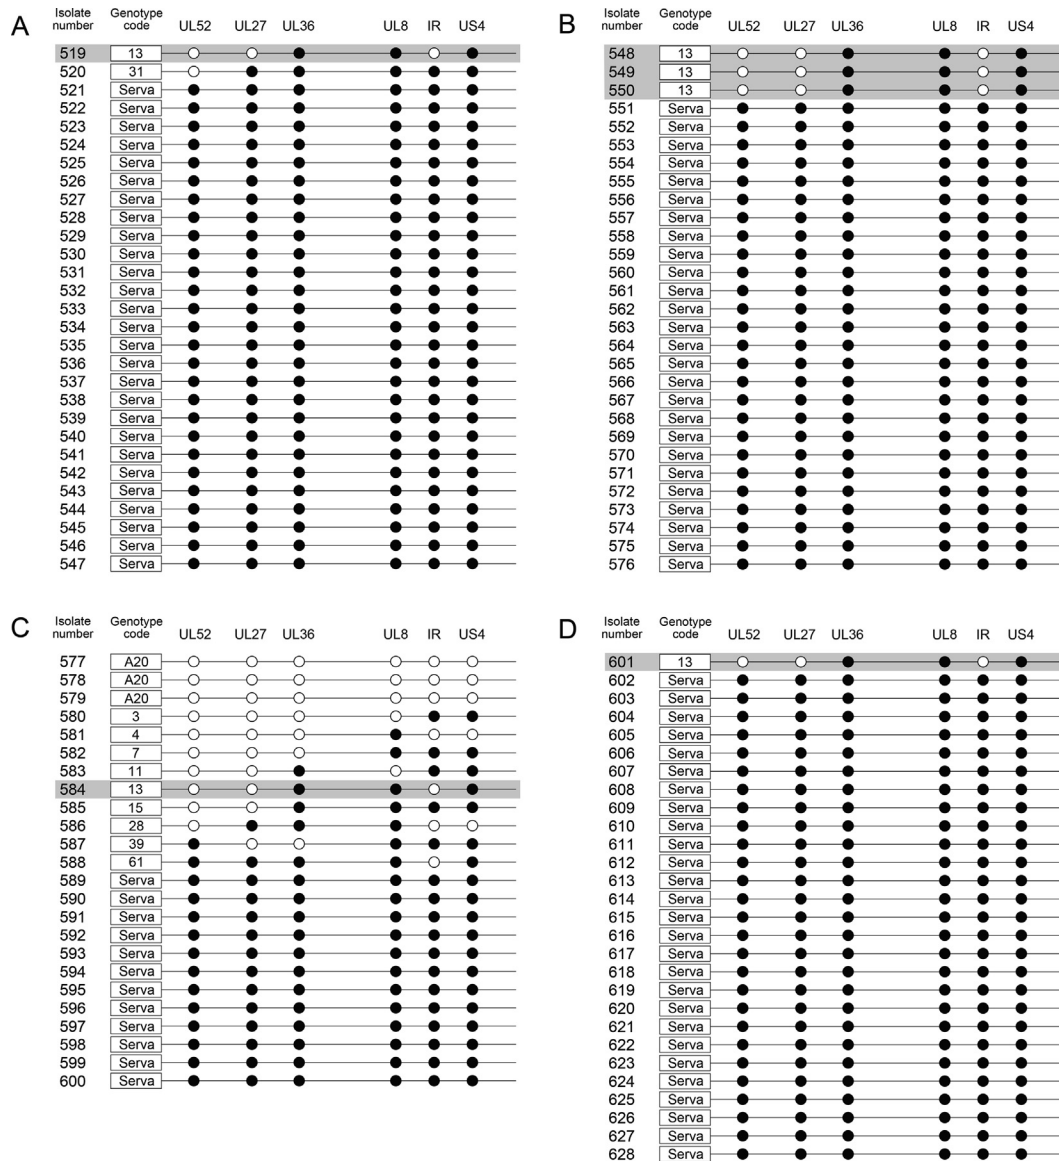 A
Isolate number Genotype code UL52 UL27 UL36 UL8 IR US4
519 13
520 31
521 Serva
522 Serva
523 Serva
524 Serva
525 Serva
526 Serva
527 Serva
528 Serva
529 Serva
530 Serva
531 Serva
532 Serva
533 Serva
534 Serva
535 Serva
536 Serva
537 Serva
538 Serva
539 Serva
540 Serva
541 Serva
542 Serva
543 Serva
544 Serva
545 Serva
546 Serva
547 Serva
B
Isolate number Genotype code UL52 UL27 UL36 UL8 IR US4
548 13
549 13
550 13
551 Serva
552 Serva
553 Serva
554 Serva
555 Serva
556 Serva
557 Serva
558 Serva
559 Serva
560 Serva
561 Serva
562 Serva
563 Serva
564 Serva
565 Serva
566 Serva
567 Serva
568 Serva
569 Serva
570 Serva
571 Serva
572 Serva
573 Serva
574 Serva
575 Serva
576 Serva
C
Isolate number Genotype code UL52 UL27 UL36 UL8 IR US4
577 A20
578 A20
579 A20
580 3
581 4
582 7
583 11
584 13
585 15
586 28
587 39
588 61
589 Serva
590 Serva
591 Serva
592 Serva
593 Serva
594 Serva
595 Serva
596 Serva
597 Serva
598 Serva
599 Serva
600 Serva
D
Isolate number Genotype code UL52 UL27 UL36 UL8 IR US4
601 13
602 Serva
603 Serva
604 Serva
605 Serva
606 Serva
607 Serva
608 Serva
609 Serva
610 Serva
611 Serva
612 Serva
613 Serva
614 Serva
615 Serva
616 Serva
617 Serva
618 Serva
619 Serva
620 Serva
621 Serva
622 Serva
623 Serva
624 Serva
625 Serva
626 Serva
627 Serva
628 Serva